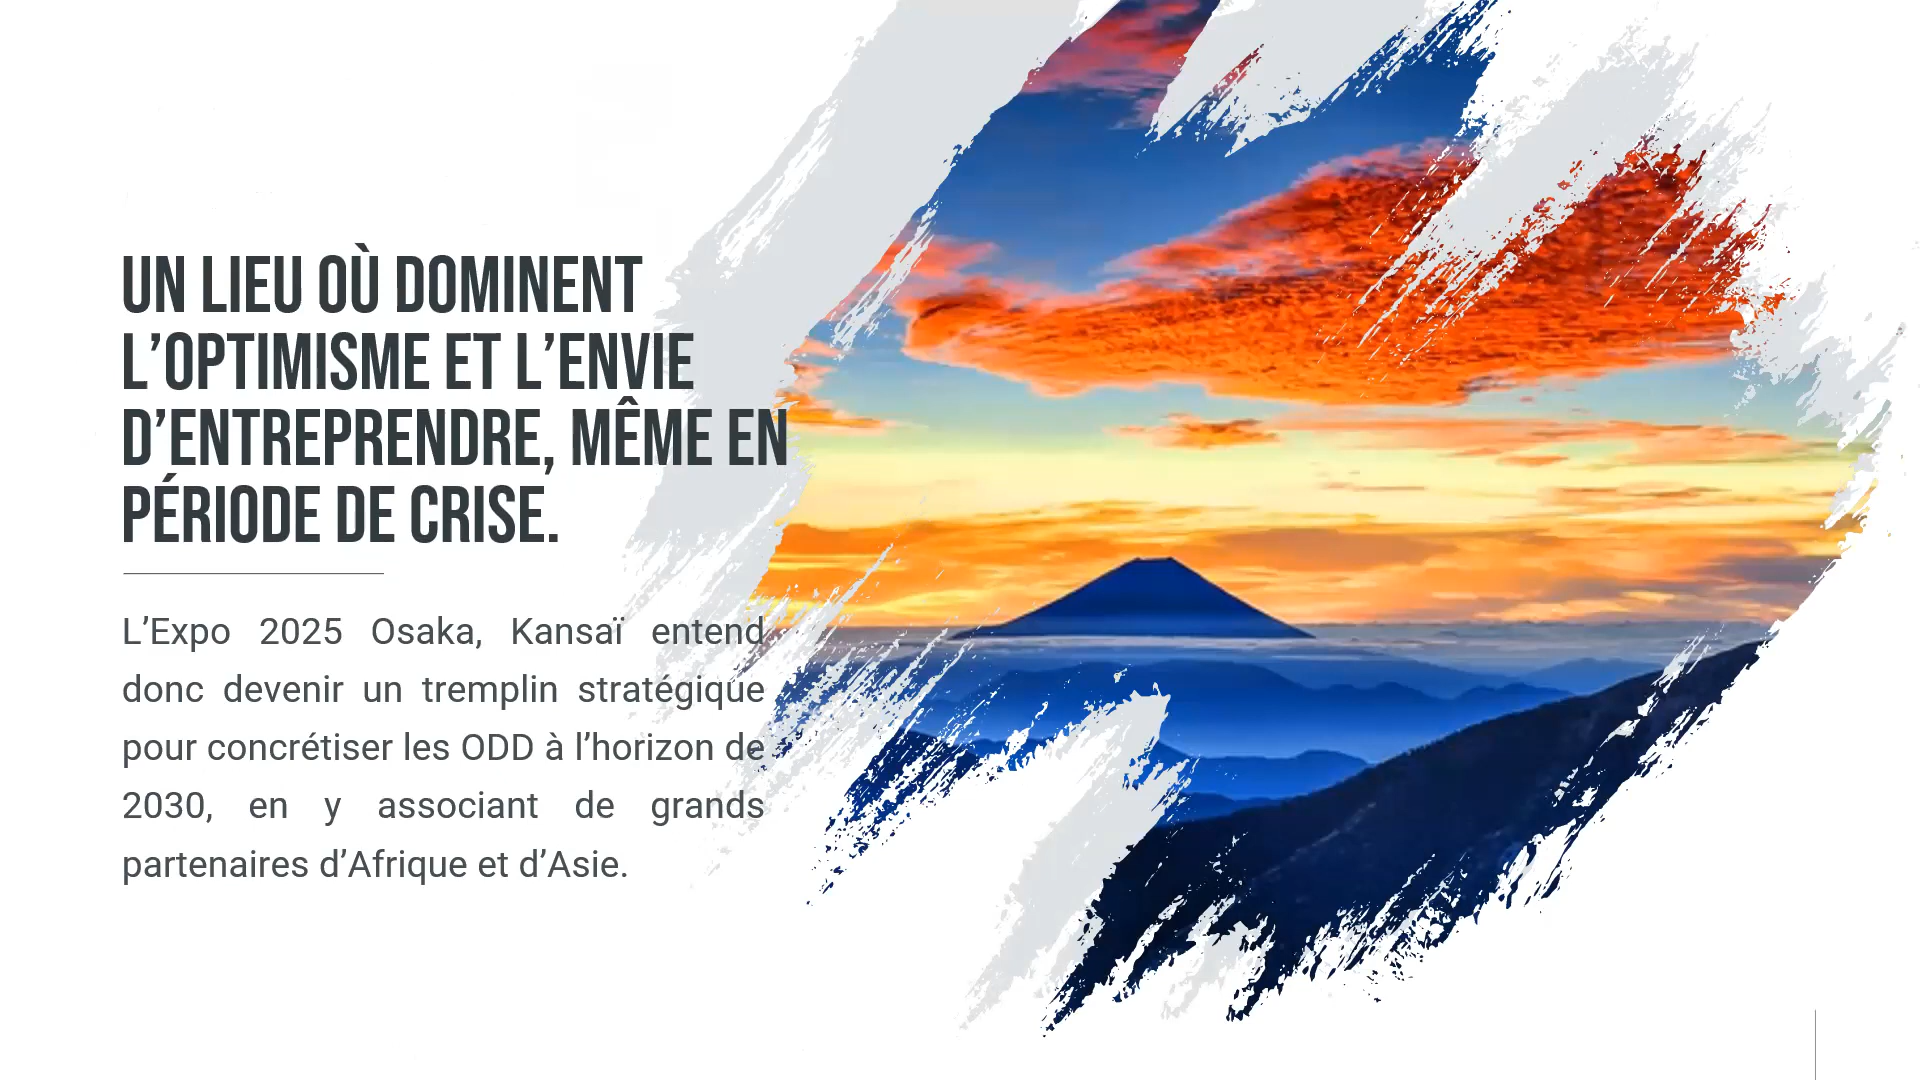 UN LIEU OÙ DOMINENT
L’OPTIMISME ET L’ENVIE
D’ENTREPRENDRE, MÊME EN
PÉRIODE DE CRISE.
L’Expo 2025 Osaka, Kansaï entend
donc devenir un tremplin stratégique
pour concrétiser les ODD à l’horizon de
2030, en y associant de grands
partenaires d’Afrique et d’Asie.